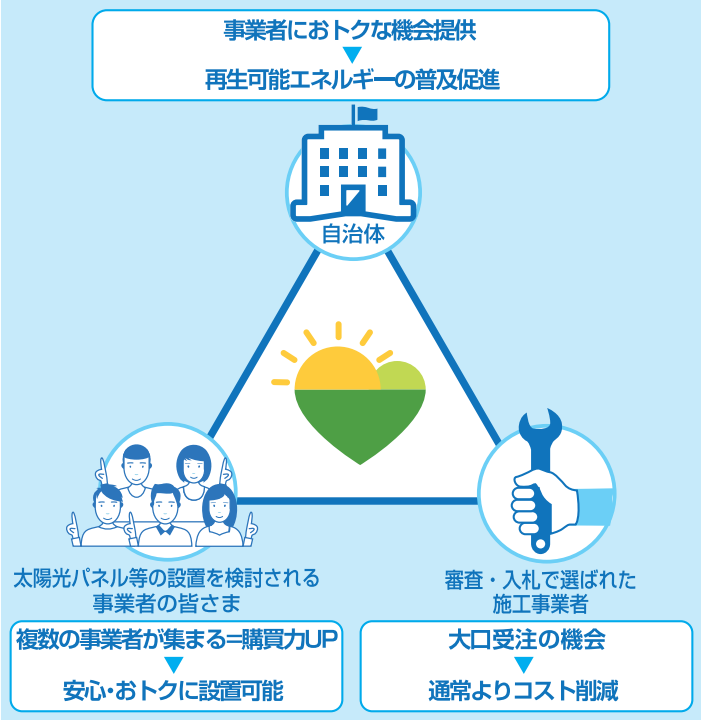 事業者におトクな機会提供
▼
再生可能エネルギーの普及促進
自治体
太陽光パネル等の設置を検討される
事業者の皆さま
審査・入札で選ばれた
施工事業者
複数の事業者が集まる=購買力UP
▼
安心・おトクに設置可能
大口受注の機会
▼
通常よりコスト削減